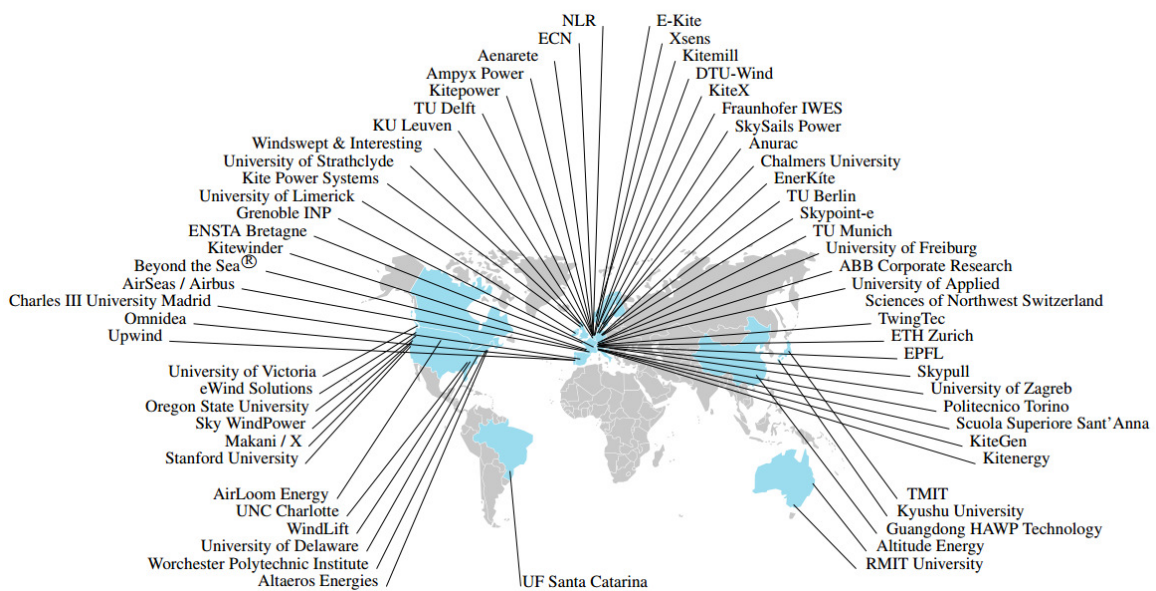 NLR
ECN
Aenarete
Ampyx Power
Kitepower
TU Delft
KU Leuven
Windswept & Interesting
University of Strathclyde
Kite Power Systems
University of Limerick
Grenoble INP
ENSTA Bretagne
Kitewinder
Beyond the Sea®
AirSeas / Airbus
Charles III University Madrid
Omnidea
Upwind
E-Kite
Xsens
Kitemill
DTU-Wind
KiteX
Fraunhofer IWES
SkySails Power
Anurac
Chalmers University
EnerKíte
TU Berlin
Skypoint-e
TU Munich
University of Freiburg
ABB Corporate Research
University of Applied
Sciences of Northwest Switzerland
TwingTec
ETH Zurich
EPFL
Skypull
University of Zagreb
Politecnico Torino
Scuola Superiore Sant'Anna
KiteGen
Kitenergy
University of Victoria
eWind Solutions
Oregon State University
Sky WindPower
Makani / X
Stanford University
AirLoom Energy
UNC Charlotte
WindLift
University of Delaware
Worchester Polytechnic Institute
Altaeros Energies
UF Santa Catarina
TMIT
Kyushu University
Guangdong HAWP Technology
Altitude Energy
RMIT University